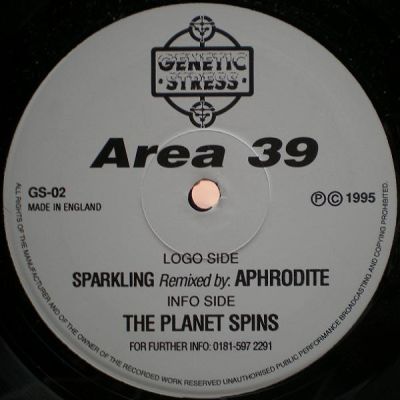 GENETIC
STRESS
Area 39
GS-02
MADE IN ENGLAND
Ⓟ © 1995
LOGO SIDE
SPARKLING Remixed by: APHRODITE
INFO SIDE
THE PLANET SPINS
FOR FURTHER INFO: 0181-597 2291
ALL RIGHTS OF THE MANUFACTURER AND OF THE OWNER OF THE RECORDED WORK RESERVED UNAUTHORISED PUBLIC PERFORMANCE BROADCASTING AND COPYING PROHIBITED.